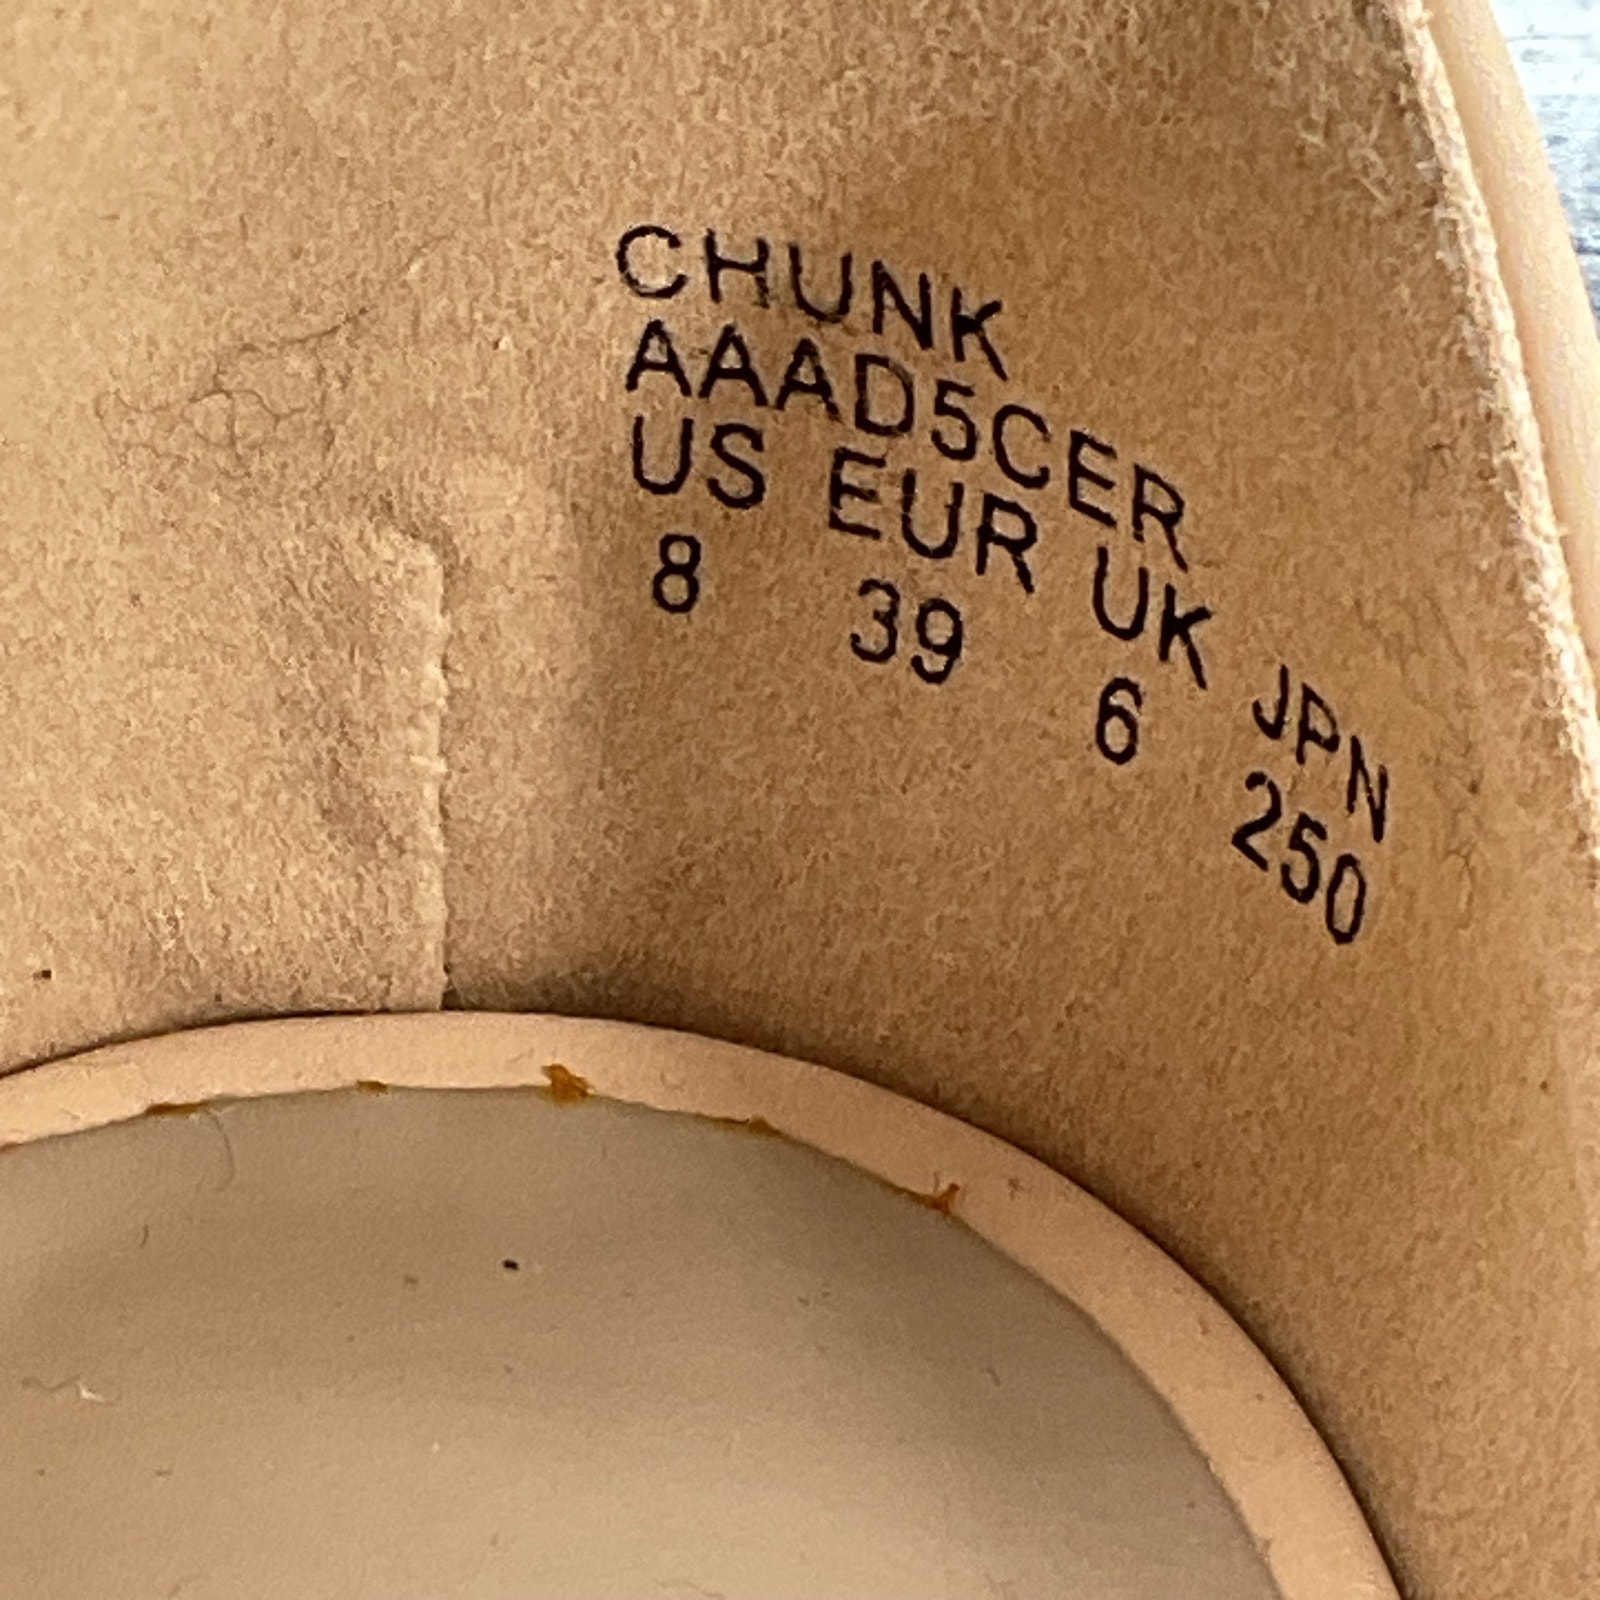 CHUNK
AAAD5CER
US EUR UK JPN
8 39 6 250